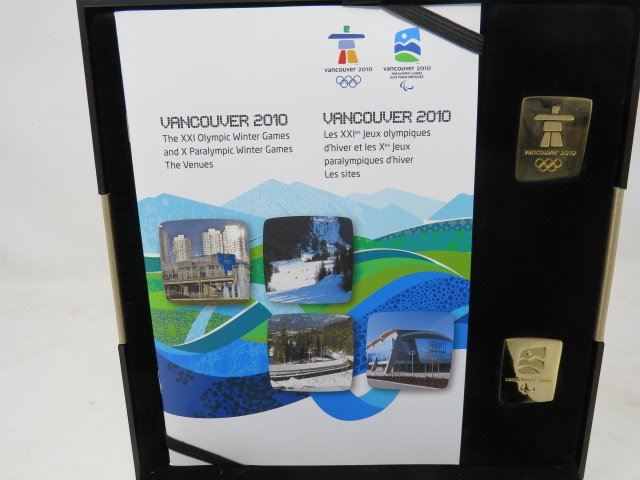 vancouver 2010
vancouver 2010
PARALYMPIC GAMES
JEUX PARALYMPIQUES
VANCOUVER 2010
The XXI Olympic Winter Games
and X Paralympic Winter Games
The Venues
VANCOUVER 2010
Les XXIes Jeux olympiques
d'hiver et les Xes Jeux
paralympiques d'hiver
Les sites
vancouver 2010
vancouver 2010